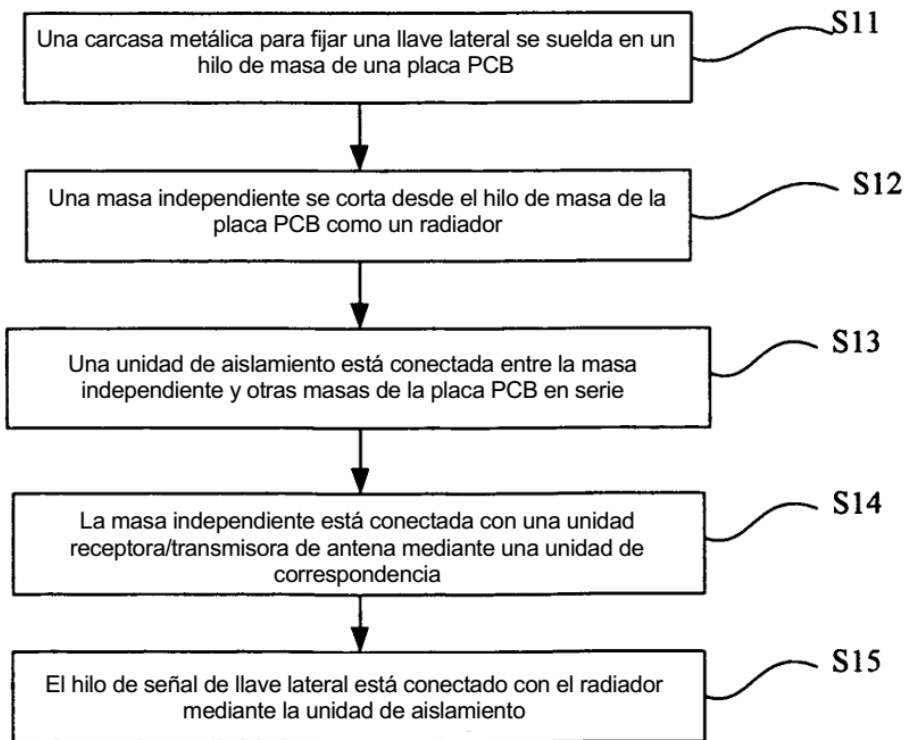 S11
Una carcasa metálica para fijar una llave lateral se suelda en un
hilo de masa de una placa PCB
S12
Una masa independiente se corta desde el hilo de masa de la
placa PCB como un radiador
S13
Una unidad de aislamiento está conectada entre la masa
independiente y otras masas de la placa PCB en serie
S14
La masa independiente está conectada con una unidad
receptora/transmisora de antena mediante una unidad de
correspondencia
S15
El hilo de señal de llave lateral está conectado con el radiador
mediante la unidad de aislamiento